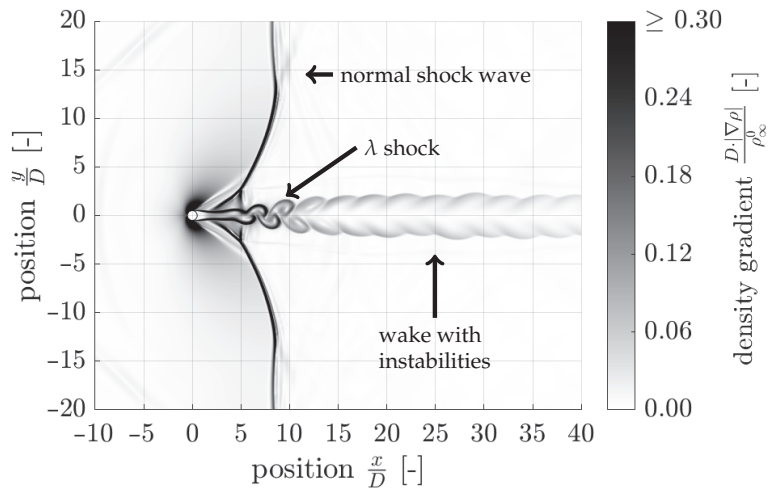 20
15
10
5
0
−5
−10
−15
−20
position y/D [-]
−10 −5 0 5 10 15 20 25 30 35 40
position x/D [-]
normal shock wave
λ shock
wake with
instabilities
≥ 0.30
0.24
0.18
0.12
0.06
0.00
density gradient D·|∇ρ|/ρ∞⁰ [-]